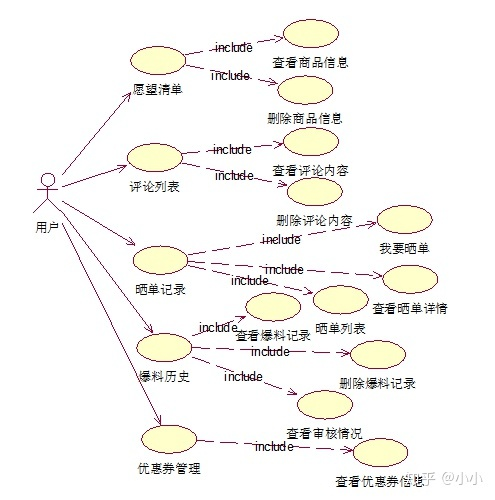 include
查看商品信息
愿望清单
include
删除商品信息
include
查看评论内容
评论列表
include
删除评论内容
用户
include
我要晒单
晒单记录
include
查看晒单详情
include
晒单列表
include
查看爆料记录
爆料历史
include
删除爆料记录
include
查看审核情况
优惠券管理
include
查看优惠券信息
知乎 @小小